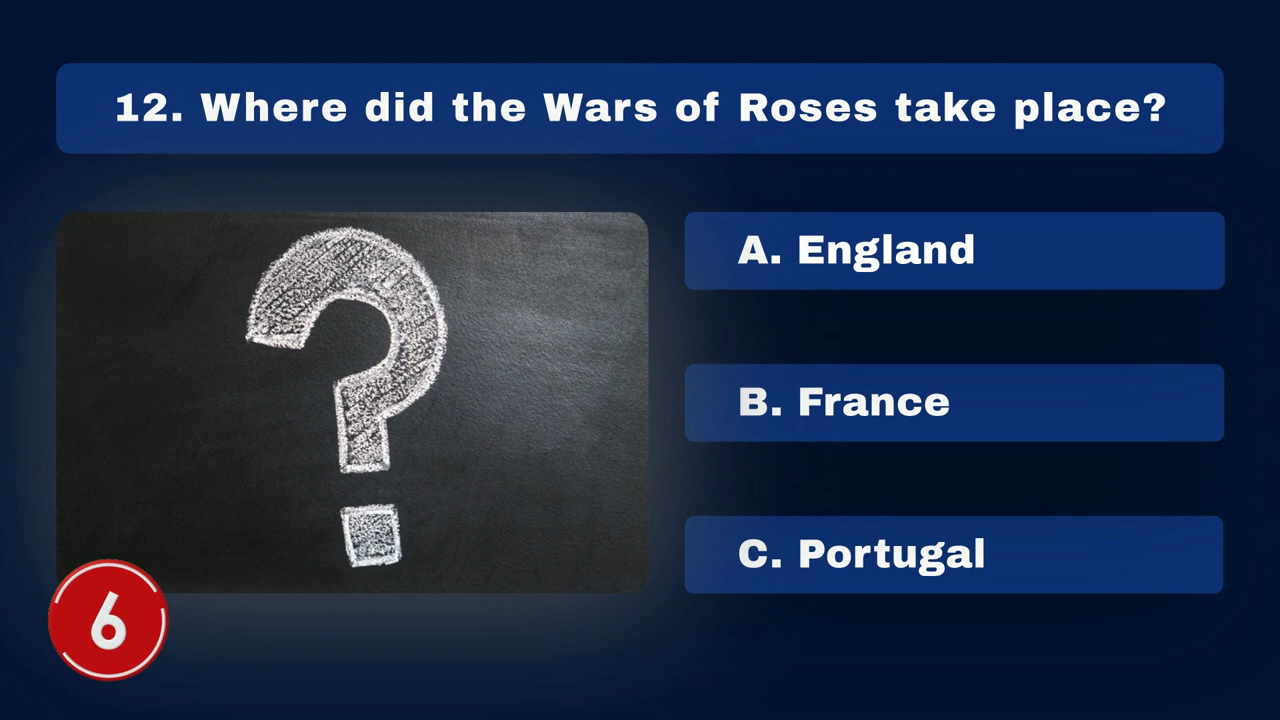 12. Where did the Wars of Roses take place?
A. England
B. France
C. Portugal
6